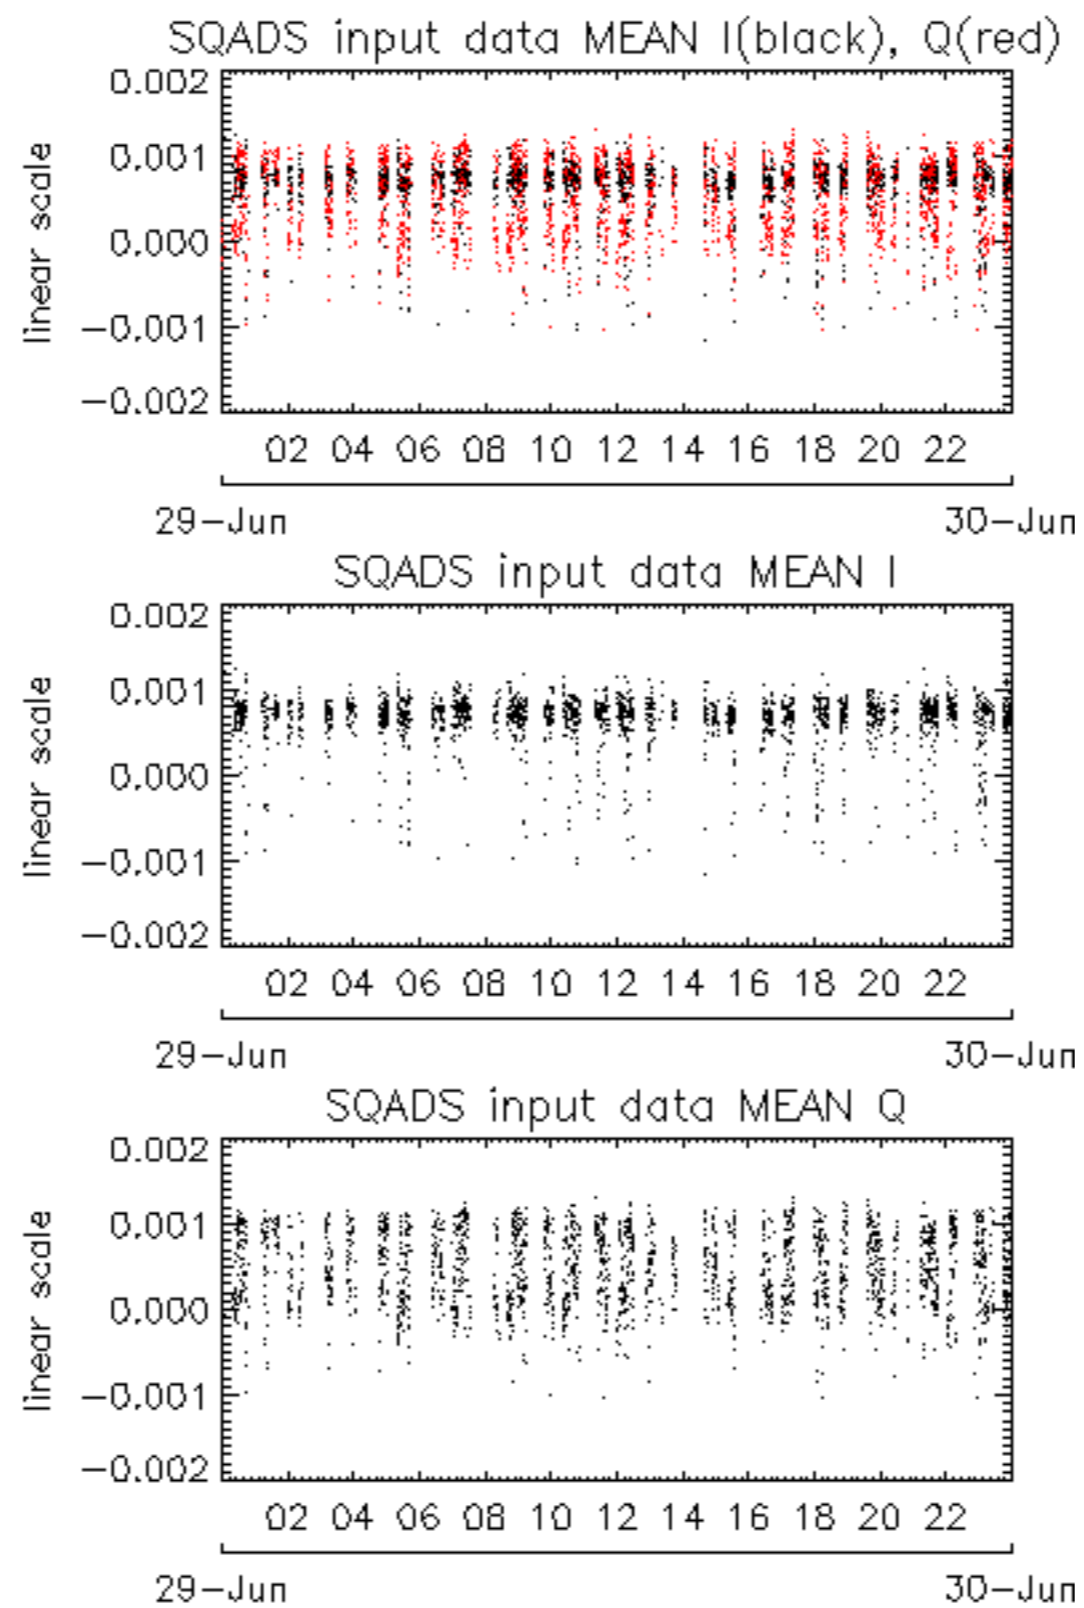 SQADS input data MEAN I(black), Q(red)
0.002
0.001
0.000
−0.001
−0.002
linear scale
02 04 06 08 10 12 14 16 18 20 22
29−Jun 30−Jun
SQADS input data MEAN I
0.002
0.001
0.000
−0.001
−0.002
linear scale
02 04 06 08 10 12 14 16 18 20 22
29−Jun 30−Jun
SQADS input data MEAN Q
0.002
0.001
0.000
−0.001
−0.002
linear scale
02 04 06 08 10 12 14 16 18 20 22
29−Jun 30−Jun